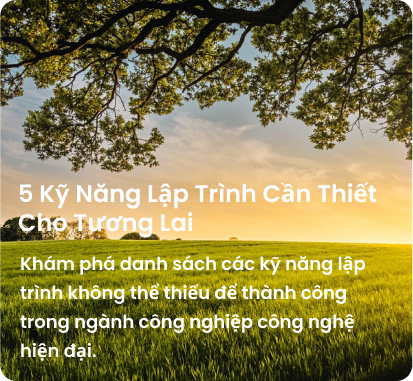 5 Kỹ Năng Lập Trình Cần Thiết
Cho Tương Lai
Khám phá danh sách các kỹ năng lập
trình không thể thiếu để thành công
trong ngành công nghiệp công nghệ
hiện đại.